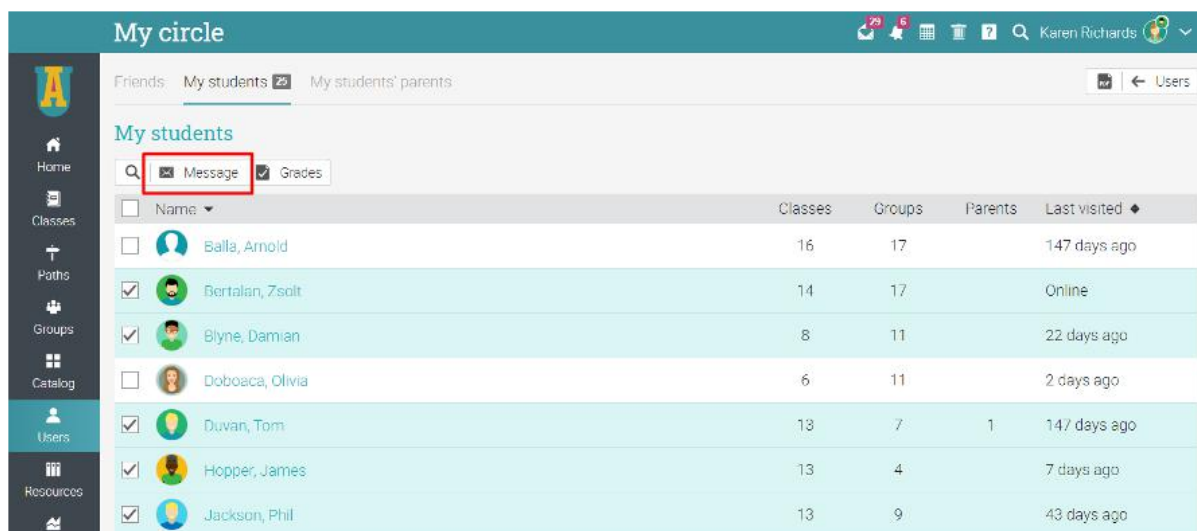 My circle 29 6 ? Karen Richards
Friends My students 25 My students' parents PDF ← Users
My students
Home
Message Grades
Classes
Name Classes Groups Parents Last visited
Paths
Balla, Arnold 16 17 147 days ago
Groups
Bertalan, Zsolt 14 17 Online
Catalog
Blyne, Damian 8 11 22 days ago
Users
Doboaca, Olivia 6 11 2 days ago
Resources
Duvan, Tom 13 7 1 147 days ago
Hopper, James 13 4 7 days ago
Jackson, Phil 13 9 43 days ago